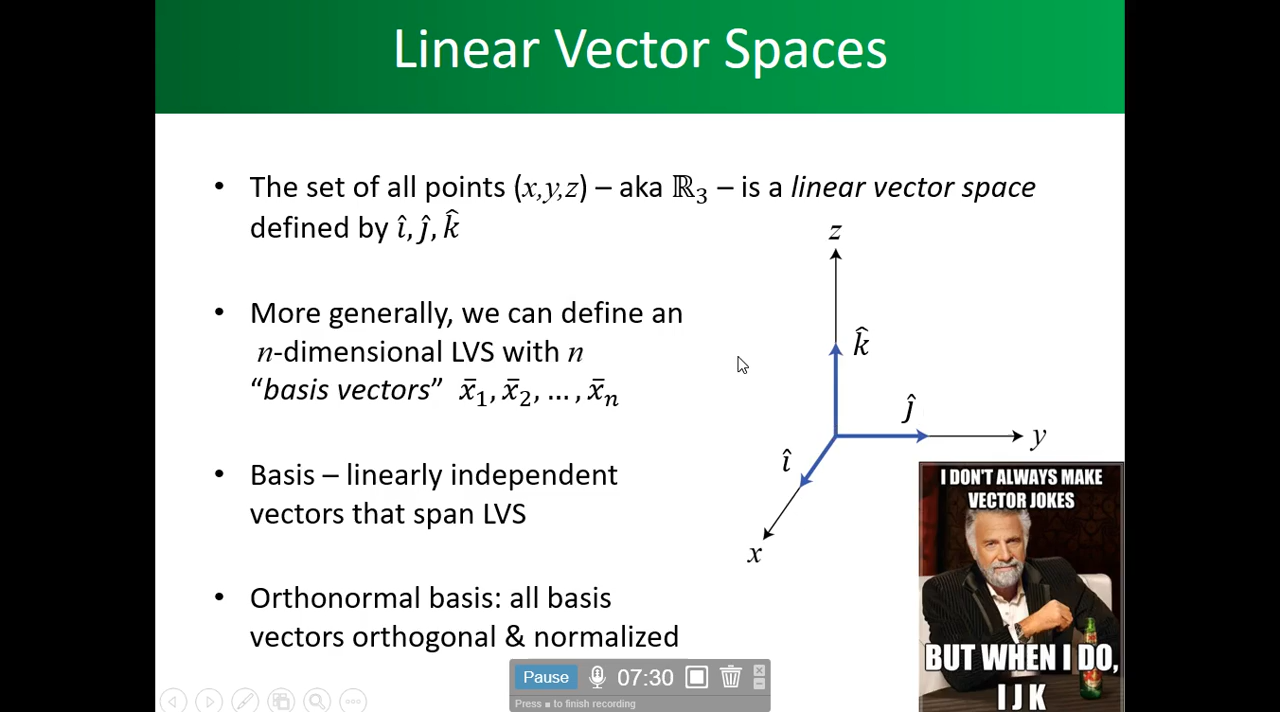 Linear Vector Spaces
• The set of all points (x,y,z) – aka ℝ₃ – is a linear vector space
defined by î, ĵ, k̂
• More generally, we can define an
n-dimensional LVS with n
“basis vectors” x̄₁, x̄₂, … , x̄ₙ
• Basis – linearly independent
vectors that span LVS
• Orthonormal basis: all basis
vectors orthogonal & normalized
z
k̂
ĵ
y
î
x
I DON'T ALWAYS MAKE
VECTOR JOKES
BUT WHEN I DO,
I J K
Pause 07:30
Press ■ to finish recording